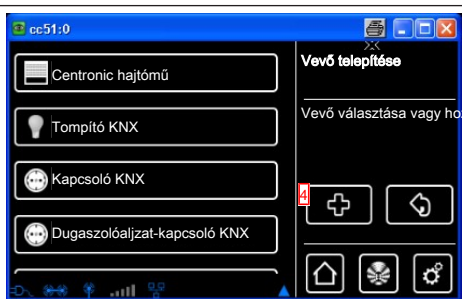 cc51:0
Centronic hajtómű
Tompító KNX
Kapcsoló KNX
Dugaszolóaljzat-kapcsoló KNX
Vevő telepítése
Vevő választása vagy ho
4